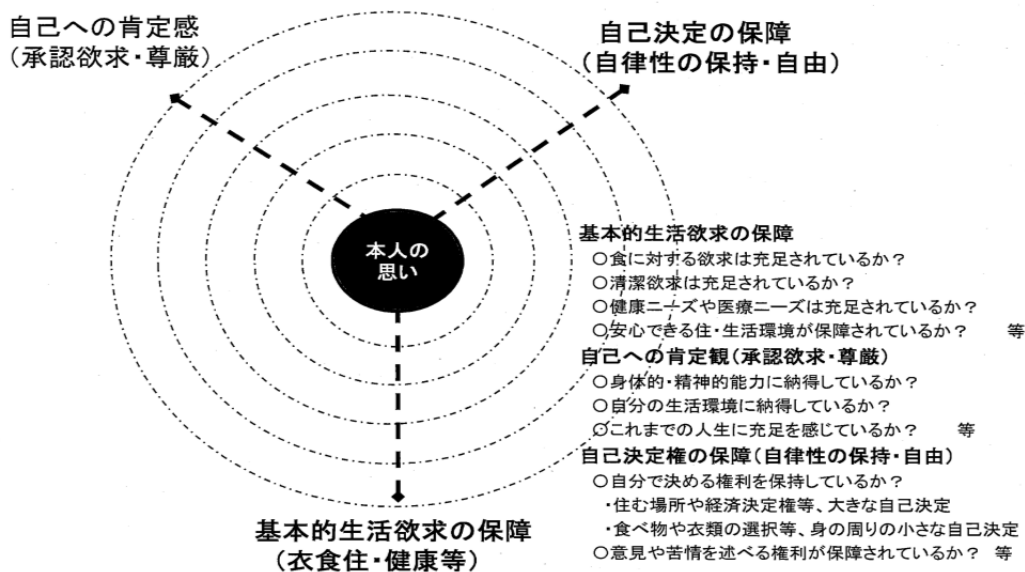 自己への肯定感
(承認欲求・尊厳)
自己決定の保障
(自律性の保持・自由)
本人の
思い
基本的生活欲求の保障
(衣食住・健康等)
基本的生活欲求の保障
○食に対する欲求は充足されているか？
○清潔欲求は充足されているか？
○健康ニーズや医療ニーズは充足されているか？
○安心できる住・生活環境が保障されているか？　等
自己への肯定観(承認欲求・尊厳)
○身体的・精神的能力に納得しているか？
○自分の生活環境に納得しているか？
○これまでの人生に充足を感じているか？　等
自己決定権の保障(自律性の保持・自由)
○自分で決める権利を保持しているか？
・住む場所や経済決定権等、大きな自己決定
・食べ物や衣類の選択等、身の周りの小さな自己決定
○意見や苦情を述べる権利が保障されているか？ 等